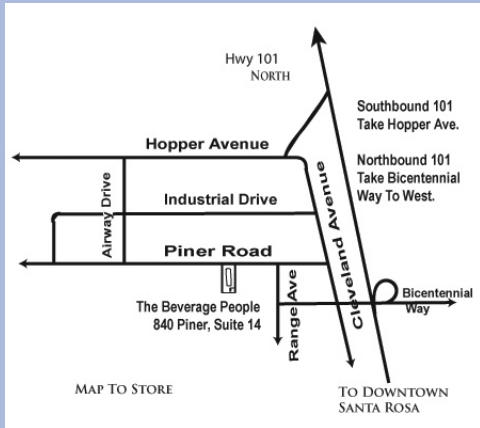 Hwy 101
NORTH
Southbound 101
Take Hopper Ave.
Hopper Avenue
Northbound 101
Take Bicentennial
Way To West.
Airway Drive
Industrial Drive
Piner Road
Cleveland Avenue
The Beverage People
840 Piner, Suite 14
Range Ave
Bicentennial
Way
MAP TO STORE
TO DOWNTOWN
SANTA ROSA